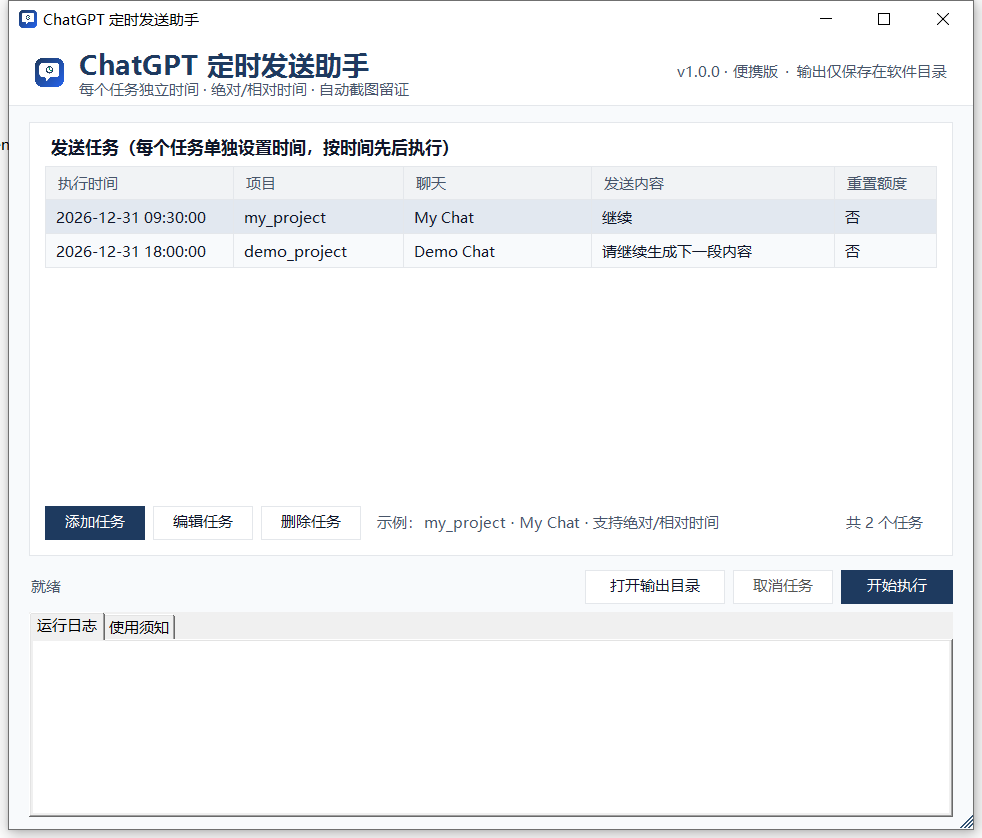 ChatGPT 定时发送助手
ChatGPT 定时发送助手
每个任务独立时间 · 绝对/相对时间 · 自动截图留证
v1.0.0 · 便携版 · 输出仅保存在软件目录
发送任务（每个任务单独设置时间，按时间先后执行）
执行时间 项目 聊天 发送内容 重置额度
2026-12-31 09:30:00 my_project My Chat 继续 否
2026-12-31 18:00:00 demo_project Demo Chat 请继续生成下一段内容 否
添加任务 编辑任务 删除任务 示例： my_project · My Chat · 支持绝对/相对时间 共 2 个任务
就绪 打开输出目录 取消任务 开始执行
运行日志 使用须知